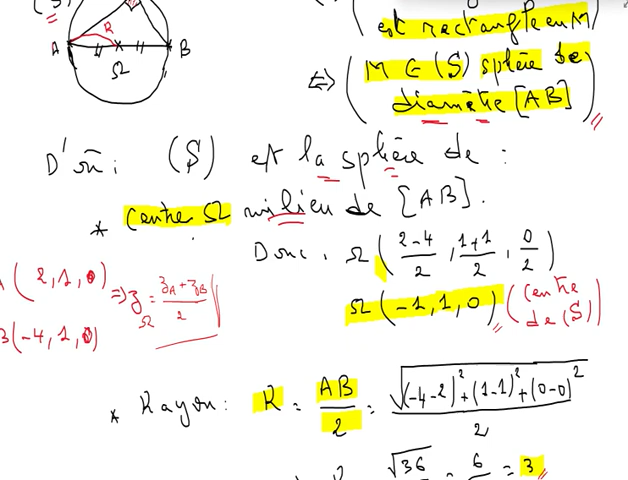 est rectangle en M
⇔ ( M ∈ (S) sphère de
diamètre [AB] )
A R B
Ω
D'où : (S) est la sphère de :
* Centre Ω milieu de [AB].
Donc : Ω ( (2-4)/2 , (1+1)/2 , 0/2 )
A(2,1,0) ⇒ z_Ω = (z_A + z_B)/2
B(-4,1,0)
Ω (-1,1,0) (centre de (S))
* Rayon : R = AB/2 = √((-4-2)² + (1-1)² + (0-0)²)/2
√36 = 6 = 3